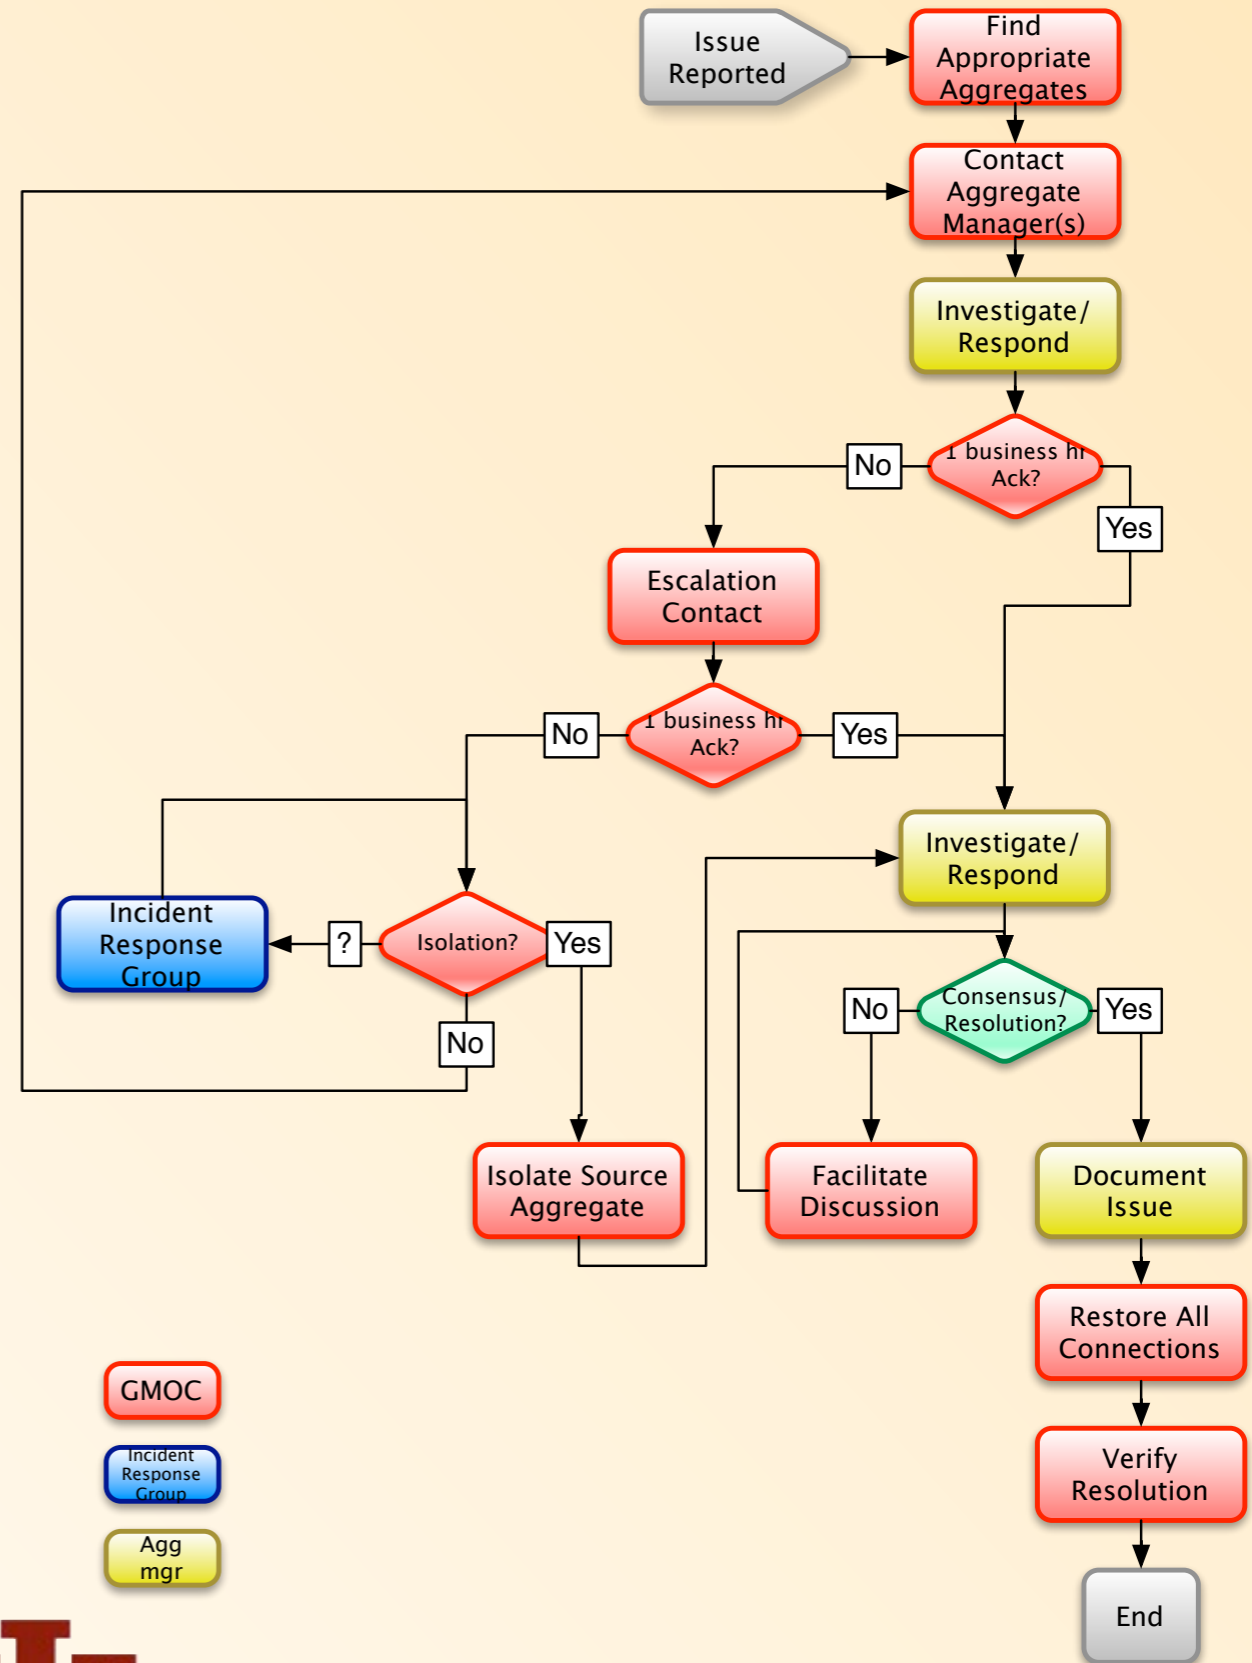 Issue
Reported
Find
Appropriate
Aggregates
Contact
Aggregate
Manager(s)
Investigate/
Respond
1 business hr
Ack?
No
Yes
Escalation
Contact
1 business hr
Ack?
No
Yes
Investigate/
Respond
Incident
Response
Group
?
Isolation?
Yes
No
Consensus/
Resolution?
No
Yes
Isolate Source
Aggregate
Facilitate
Discussion
Document
Issue
Restore All
Connections
Verify
Resolution
End
GMOC
Incident
Response
Group
Agg
mgr